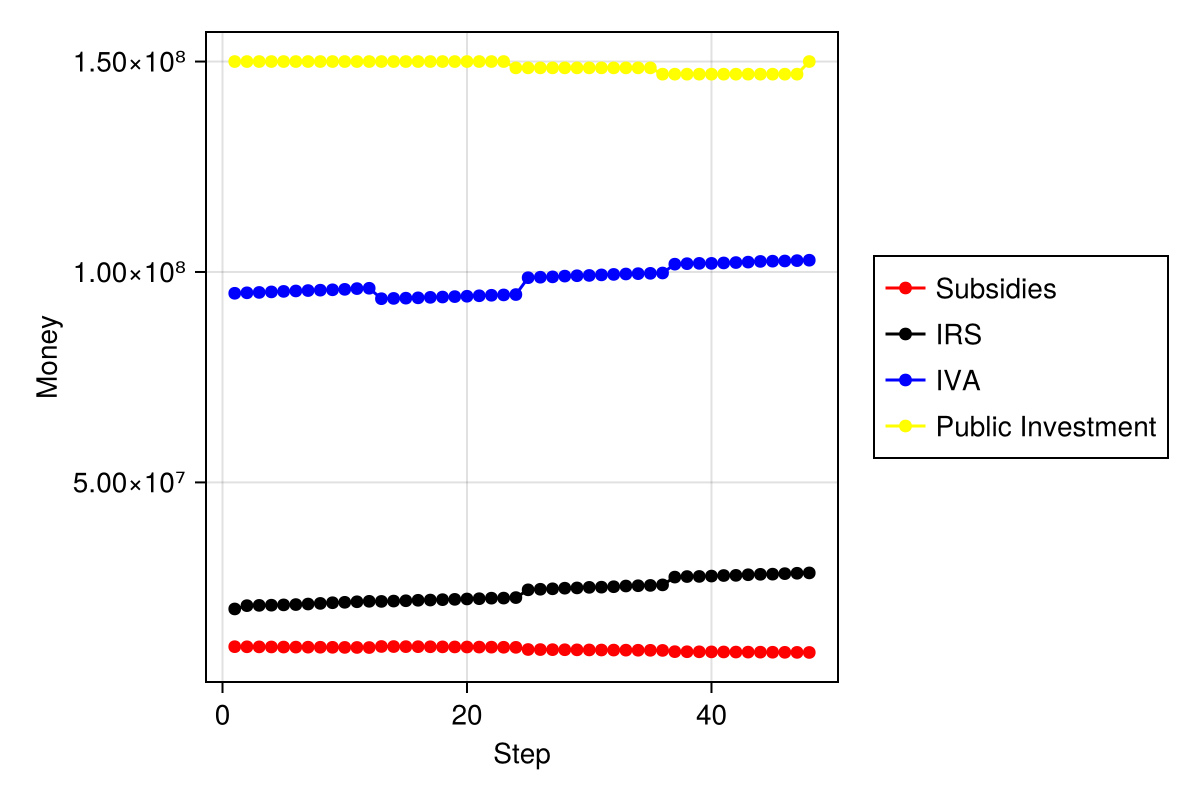 1.50×10⁸
1.00×10⁸
5.00×10⁷
Money
0 20 40
Step
Subsidies
IRS
IVA
Public Investment